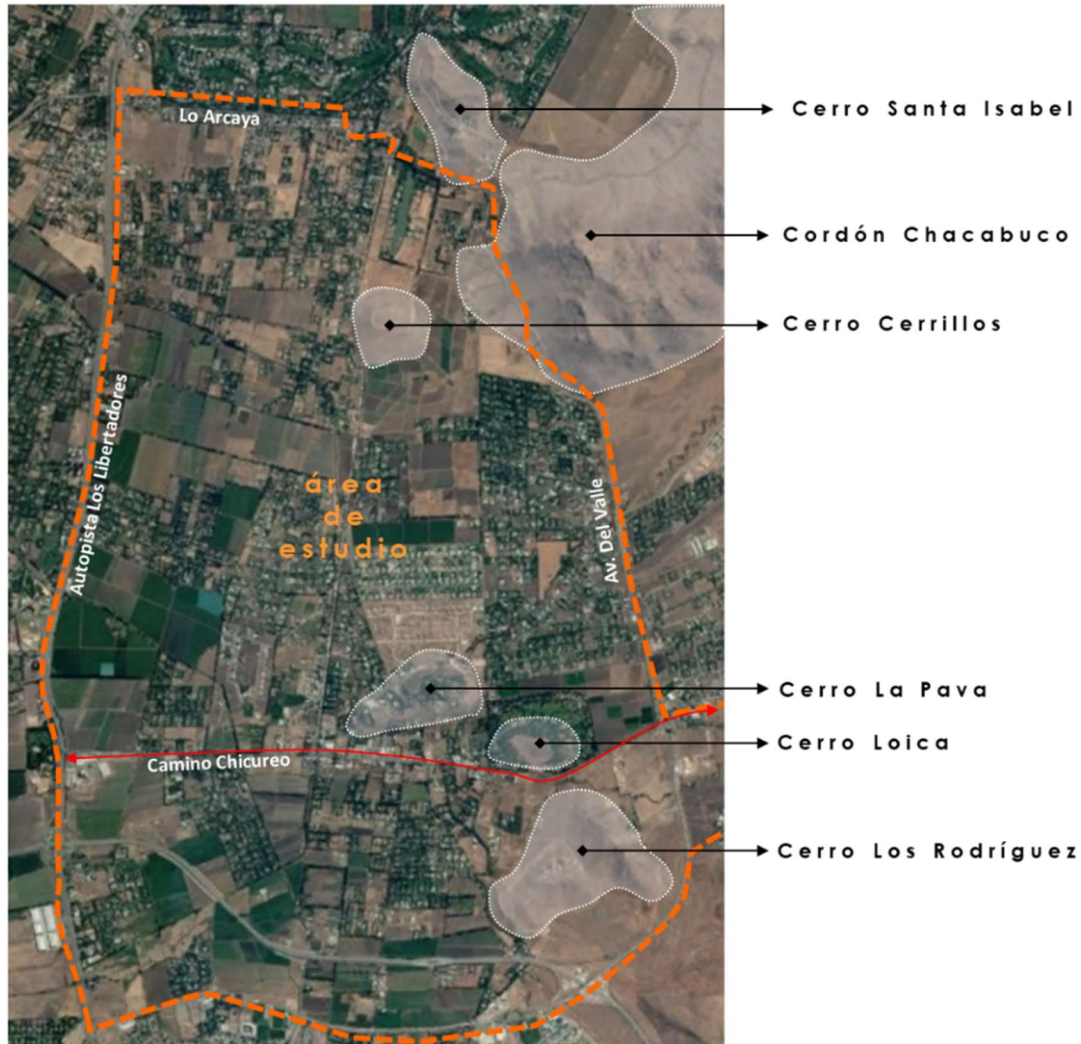 Lo Arcaya
Cerro Santa Isabel
Cordón Chacabuco
Cerro Cerrillos
Autopista Los Libertadores
área
de
estudio
Av. Del Valle
Cerro La Pava
Cerro Loica
Camino Chicureo
Cerro Los Rodríguez